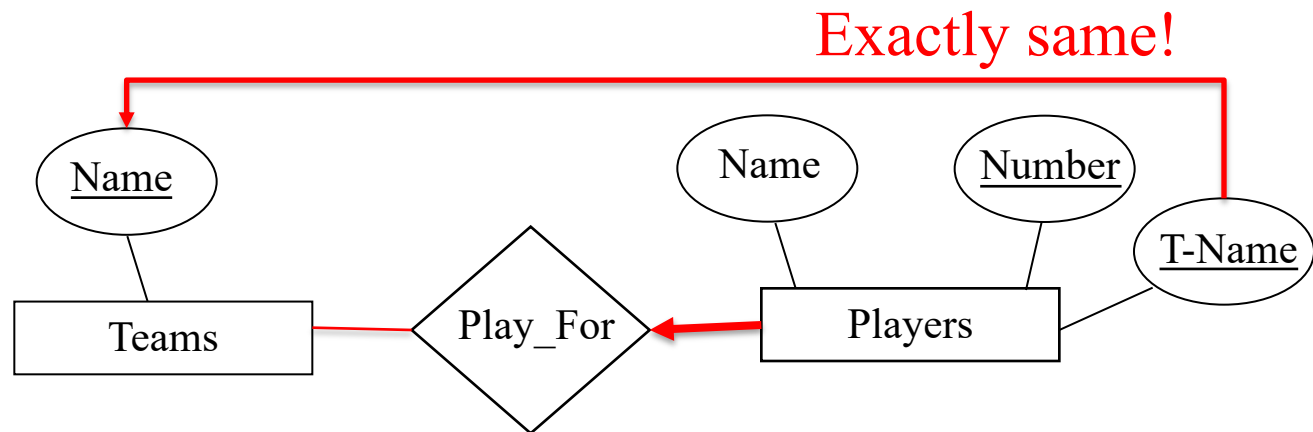 Exactly same!
Name
Name
Number
T-Name
Teams
Play_For
Players